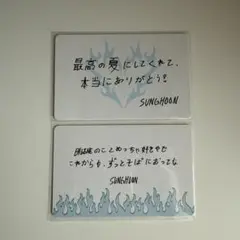 最高の夏にしてくれて、
本当にありがとう!
SUNGHOON
のことめっちゃ好きやで
これからも、ずっとそばにおってな
SUNGHOON